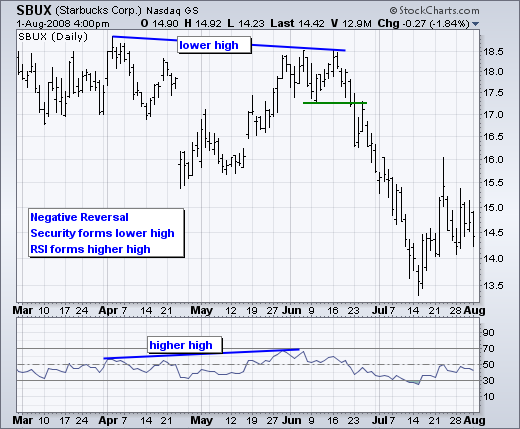 SBUX (Starbucks Corp.) Nasdaq GS © StockCharts.com
1-Aug-2008 4:00pm O 14.90 H 14.92 L 14.23 Last 14.42 V 12.9M Chg -0.27 (-1.84%)
SBUX (Daily)
lower high
18.5
18.0
17.5
17.0
16.5
16.0
15.5
15.0
14.5
14.0
13.5
Negative Reversal
Security forms lower high
RSI forms higher high
Mar 10 17 24 Apr 7 14 21 May 12 19 Jun 9 16 23 Jul 7 14 21 28 Aug
higher high
90
70
50
30
10
Mar 10 17 24 Apr 7 14 21 May 12 19 Jun 9 16 23 Jul 7 14 21 28 Aug